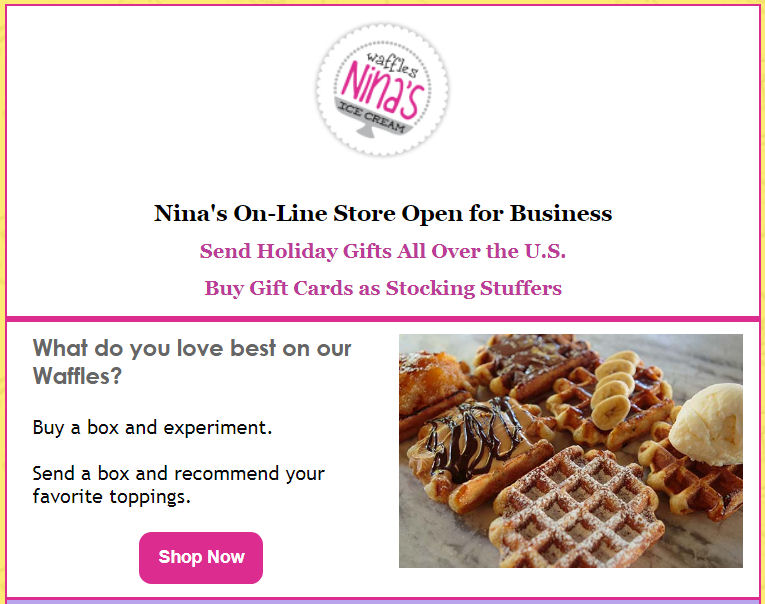 waffles
Nina's
ICE CREAM
Nina's On-Line Store Open for Business
Send Holiday Gifts All Over the U.S.
Buy Gift Cards as Stocking Stuffers
What do you love best on our
Waffles?
Buy a box and experiment.
Send a box and recommend your
favorite toppings.
Shop Now